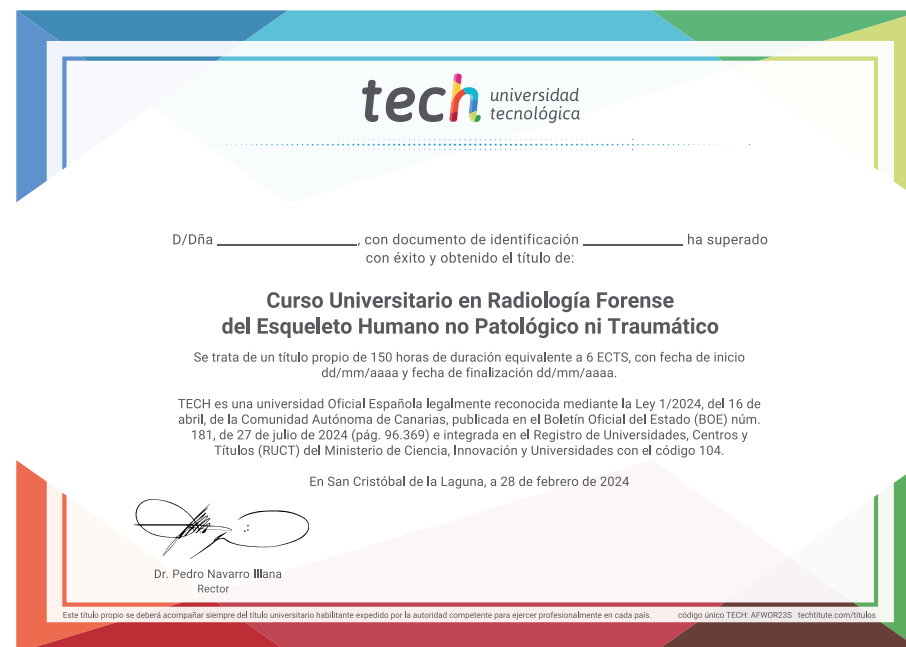 tech universidad
tecnológica
D/Dña ________________, con documento de identificación ____________ ha superado
con éxito y obtenido el título de:
Curso Universitario en Radiología Forense
del Esqueleto Humano no Patológico ni Traumático
Se trata de un título propio de 150 horas de duración equivalente a 6 ECTS, con fecha de inicio
dd/mm/aaaa y fecha de finalización dd/mm/aaaa.
TECH es una universidad Oficial Española legalmente reconocida mediante la Ley 1/2024, del 16 de
abril, de la Comunidad Autónoma de Canarias, publicada en el Boletín Oficial del Estado (BOE) núm.
181, de 27 de julio de 2024 (pág. 96.369) e integrada en el Registro de Universidades, Centros y
Títulos (RUCT) del Ministerio de Ciencia, Innovación y Universidades con el código 104.
En San Cristóbal de la Laguna, a 28 de febrero de 2024
Dr. Pedro Navarro Illana
Rector
Este título propio se deberá acompañar siempre del título universitario habilitante expedido por la autoridad competente para ejercer profesionalmente en cada país. código único TECH: AFWOR23S techtitute.com/titulos